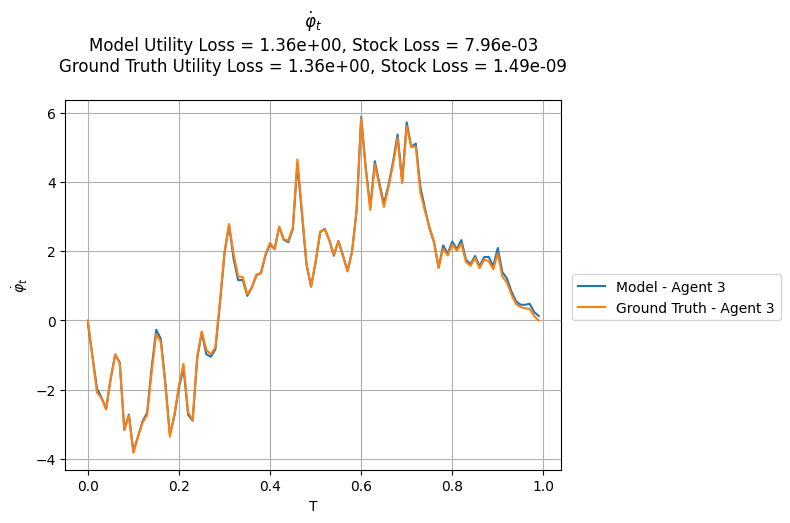 φ̇ₜ
Model Utility Loss = 1.36e+00, Stock Loss = 7.96e-03
Ground Truth Utility Loss = 1.36e+00, Stock Loss = 1.49e-09
6
4
2
0
−2
−4
φ̇ₜ
0.0 0.2 0.4 0.6 0.8 1.0
T
Model - Agent 3
Ground Truth - Agent 3